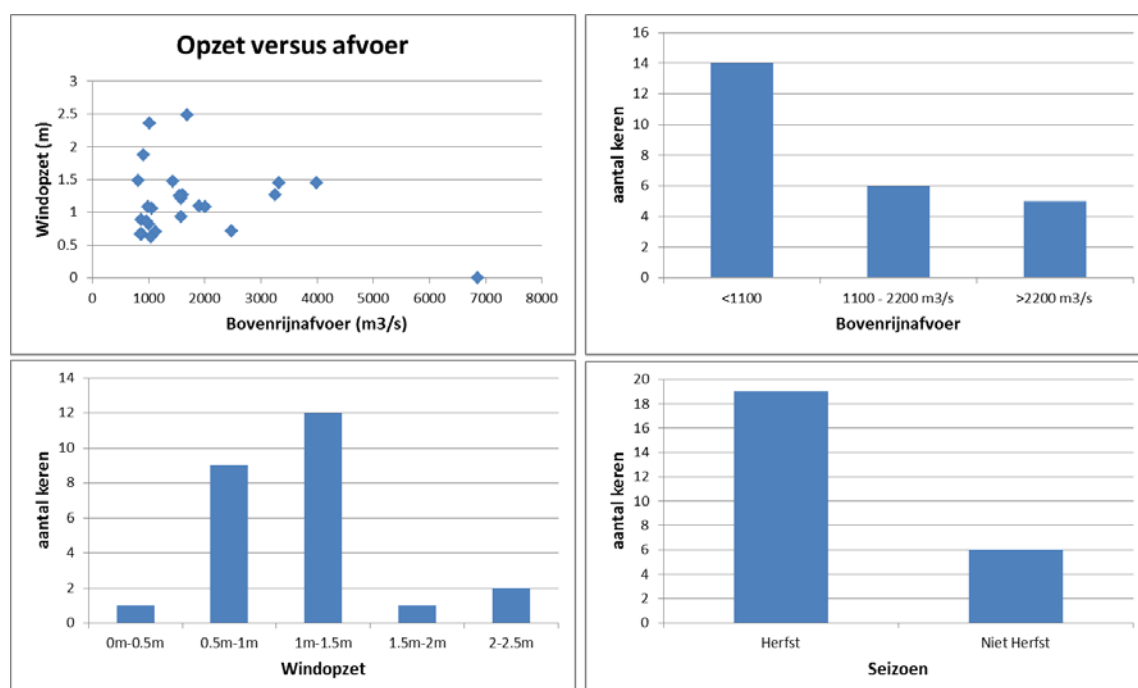 Opzet versus afvoer
Windopzet (m)
3
2.5
2
1.5
1
0.5
0
0 1000 2000 3000 4000 5000 6000 7000 8000
Bovenrijnafvoer (m3/s)
aantal keren
16
14
12
10
8
6
4
2
0
<1100 1100 - 2200 m3/s >2200 m3/s
Bovenrijnafvoer
aantal keren
14
12
10
8
6
4
2
0
0m-0.5m 0.5m-1m 1m-1.5m 1.5m-2m 2-2.5m
Windopzet
aantal keren
20
18
16
14
12
10
8
6
4
2
0
Herfst Niet Herfst
Seizoen